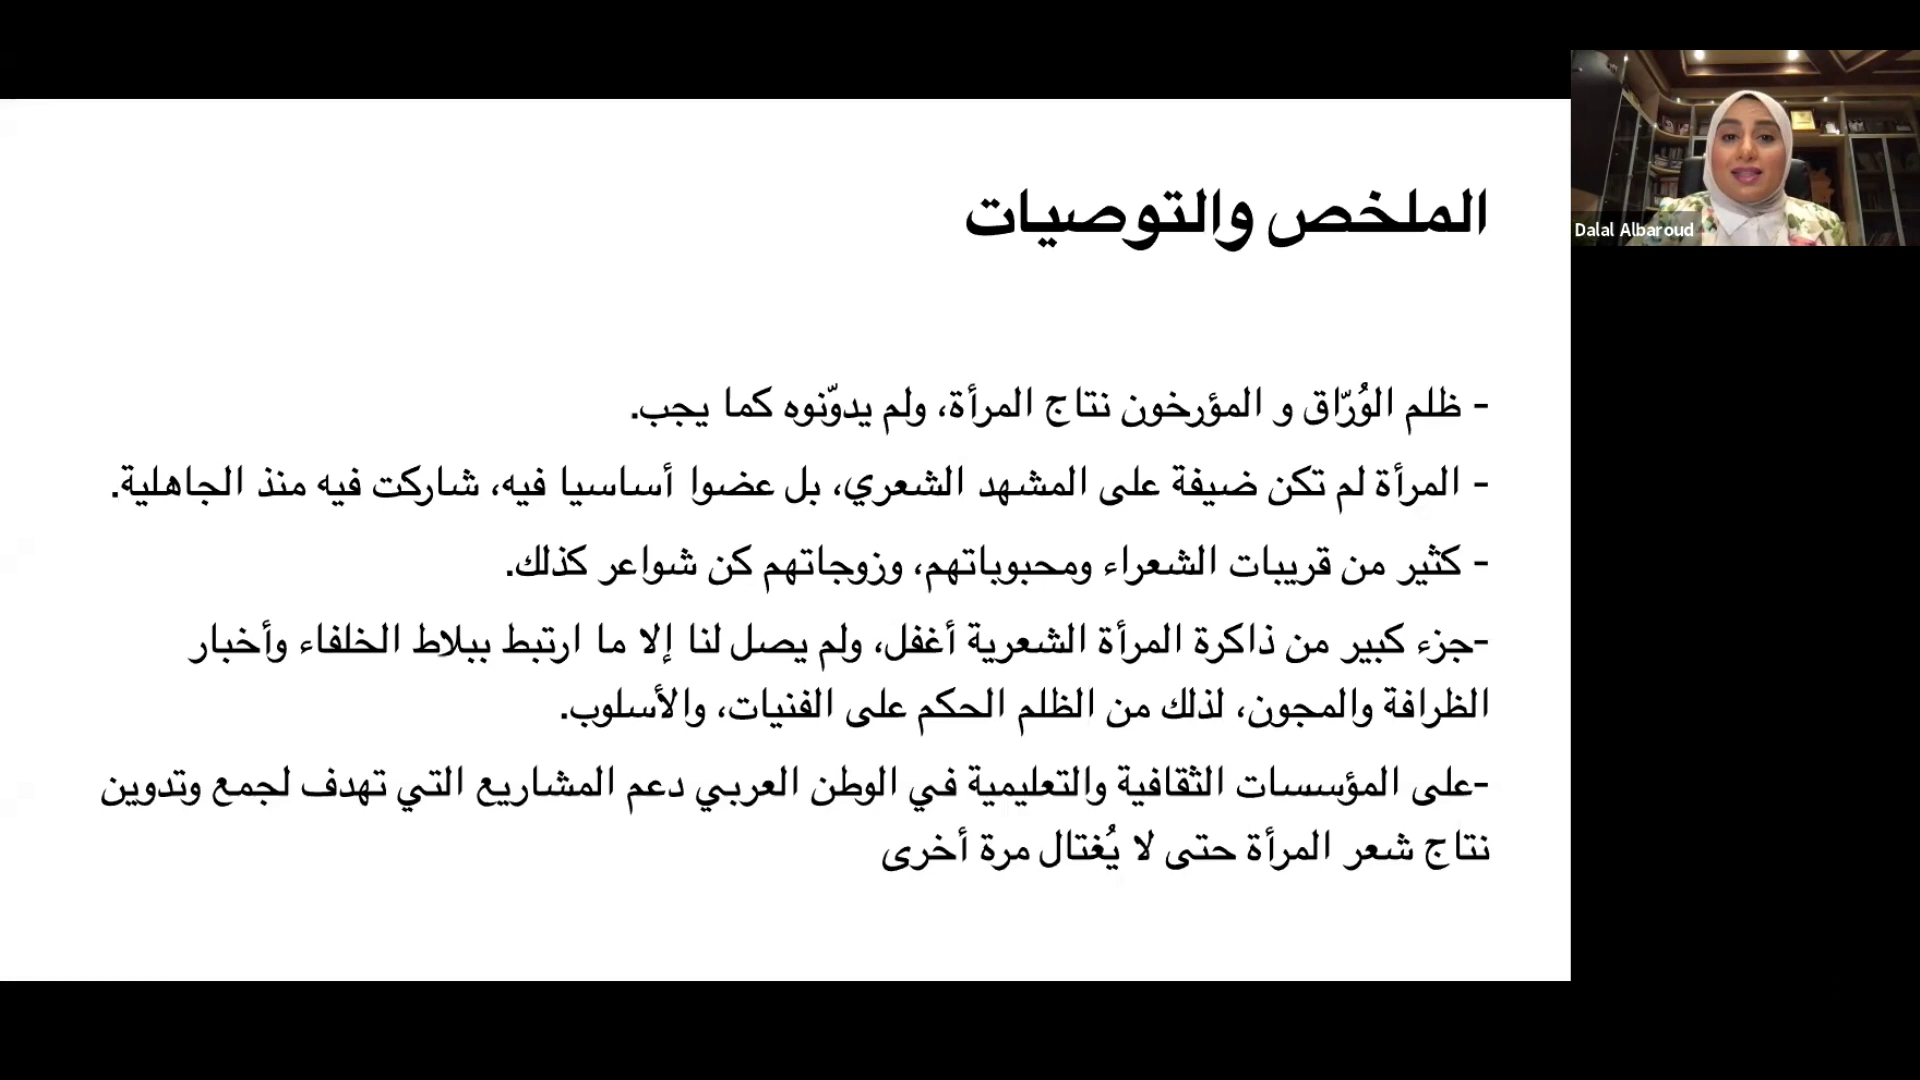 الملخص والتوصيات
- ظلم الوُرّاق و المؤرخون نتاج المرأة، ولم يدوّنوه كما يجب.
- المرأة لم تكن ضيفة على المشهد الشعري، بل عضوا أساسيا فيه، شاركت فيه منذ الجاهلية.
- كثير من قريبات الشعراء ومحبوباتهم، وزوجاتهم كن شواعر كذلك.
-جزء كبير من ذاكرة المرأة الشعرية أغفل، ولم يصل لنا إلا ما ارتبط ببلاط الخلفاء وأخبار
الظرافة والمجون، لذلك من الظلم الحكم على الفنيات، والأسلوب.
-على المؤسسات الثقافية والتعليمية في الوطن العربي دعم المشاريع التي تهدف لجمع وتدوين
نتاج شعر المرأة حتى لا يُغتال مرة أخرى
Dalal Albaroud